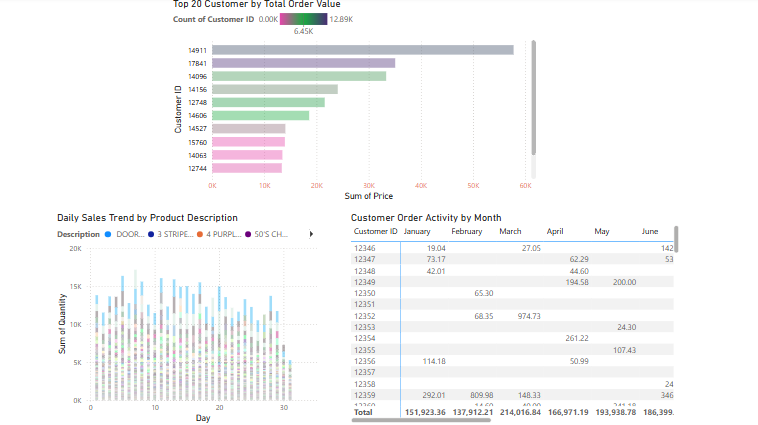 Top 20 Customer by Total Order Value
Count of Customer ID 0.00K 12.89K
6.45K
Customer ID
14911
17841
14096
14156
12748
14606
14527
15760
14063
12744
0K 10K 20K 30K 40K 50K 60K
Sum of Price
Daily Sales Trend by Product Description
Description DOOR... 3 STRIPE... 4 PURPL... 50'S CH...
Sum of Quantity
20K
15K
10K
5K
0K
0 10 20 30
Day
Customer Order Activity by Month
Customer ID January February March April May June
12346 19.04 27.05 142
12347 73.17 62.29 53
12348 42.01 44.60
12349 194.58 200.00
12350 65.30
12351
12352 68.35 974.73
12353 24.30
12354 261.22
12355 107.43
12356 114.18 50.99
12357
12358 24
12359 292.01 809.98 148.33 346
Total 151,923.36 137,912.21 214,016.84 166,971.19 193,938.78 186,399.